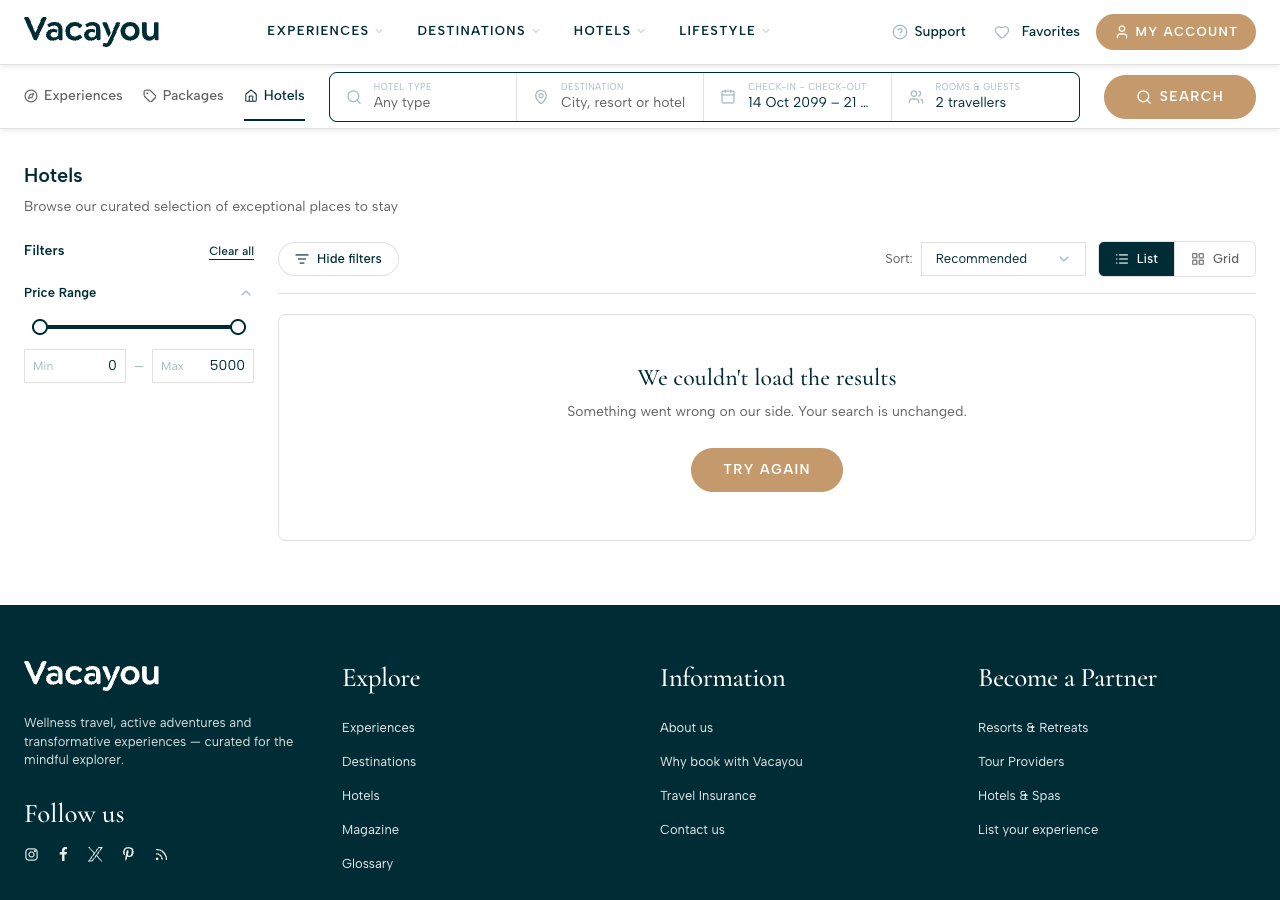 Vacayou
EXPERIENCES
DESTINATIONS
HOTELS
LIFESTYLE
Support
Favorites
MY ACCOUNT
Experiences
Packages
Hotels
HOTEL TYPE
Any type
DESTINATION
City, resort or hotel
CHECK-IN – CHECK-OUT
14 Oct 2099 – 21 ...
ROOMS & GUESTS
2 travellers
SEARCH
Hotels
Browse our curated selection of exceptional places to stay
Filters
Clear all
Price Range
Min 0 – Max 5000
Hide filters
Sort: Recommended
List
Grid
We couldn't load the results
Something went wrong on our side. Your search is unchanged.
TRY AGAIN
Vacayou
Wellness travel, active adventures and
transformative experiences — curated for the
mindful explorer.
Follow us
Explore
Experiences
Destinations
Hotels
Magazine
Glossary
Information
About us
Why book with Vacayou
Travel Insurance
Contact us
Become a Partner
Resorts & Retreats
Tour Providers
Hotels & Spas
List your experience